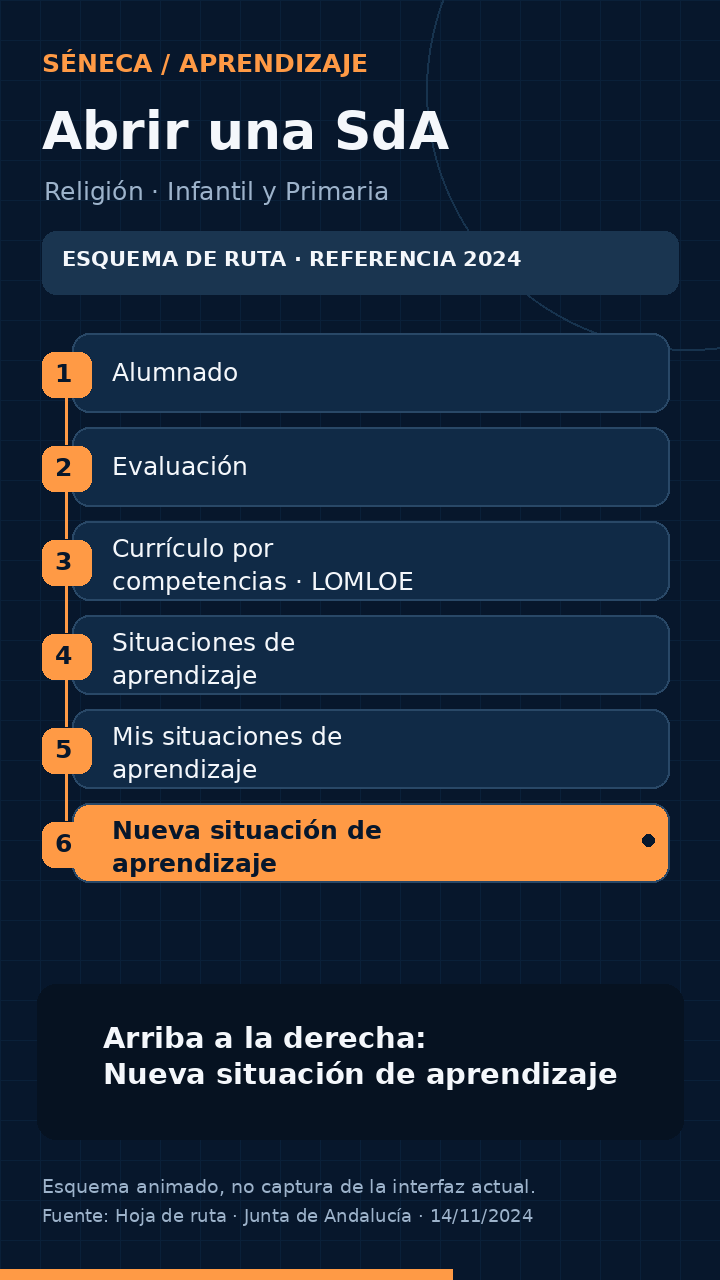 SÉNECA / APRENDIZAJE
Abrir una SdA
Religión · Infantil y Primaria
ESQUEMA DE RUTA · REFERENCIA 2024
1 Alumnado
2 Evaluación
3 Currículo por
competencias · LOMLOE
4 Situaciones de
aprendizaje
5 Mis situaciones de
aprendizaje
6 Nueva situación de
aprendizaje
Arriba a la derecha:
Nueva situación de aprendizaje
Esquema animado, no captura de la interfaz actual.
Fuente: Hoja de ruta · Junta de Andalucía · 14/11/2024